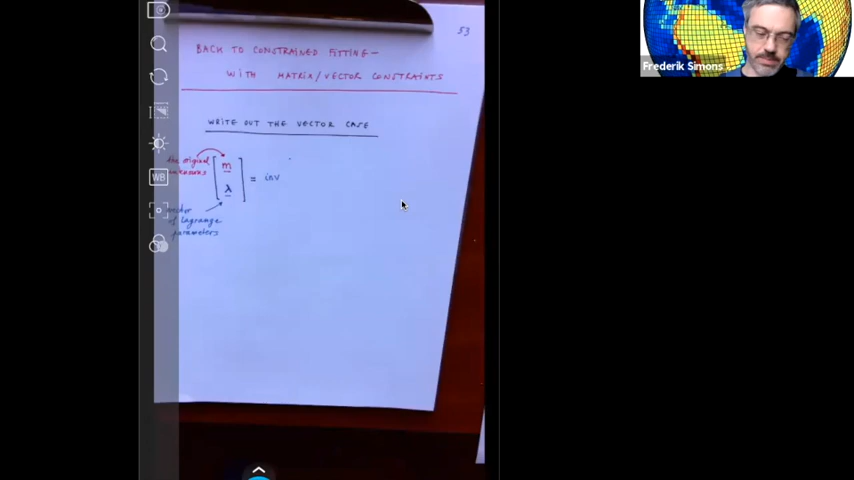 53
BACK TO CONSTRAINED FITTING—
WITH MATRIX/VECTOR CONSTRAINTS
WRITE OUT THE VECTOR CASE
the original
unknowns
m
λ
= inv
vector
of Lagrange
parameters
WB
Frederik Simons